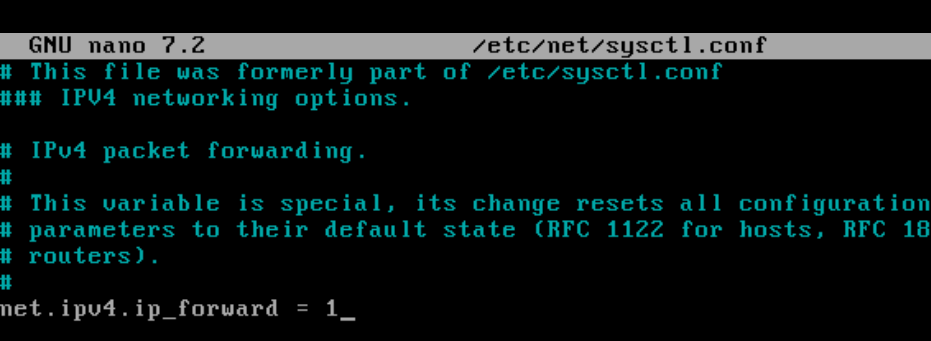 GNU nano 7.2 /etc/net/sysctl.conf
# This file was formerly part of /etc/sysctl.conf
### IPV4 networking options.
# IPv4 packet forwarding.
#
# This variable is special, its change resets all configuration
# parameters to their default state (RFC 1122 for hosts, RFC 18
# routers).
#
net.ipv4.ip_forward = 1_